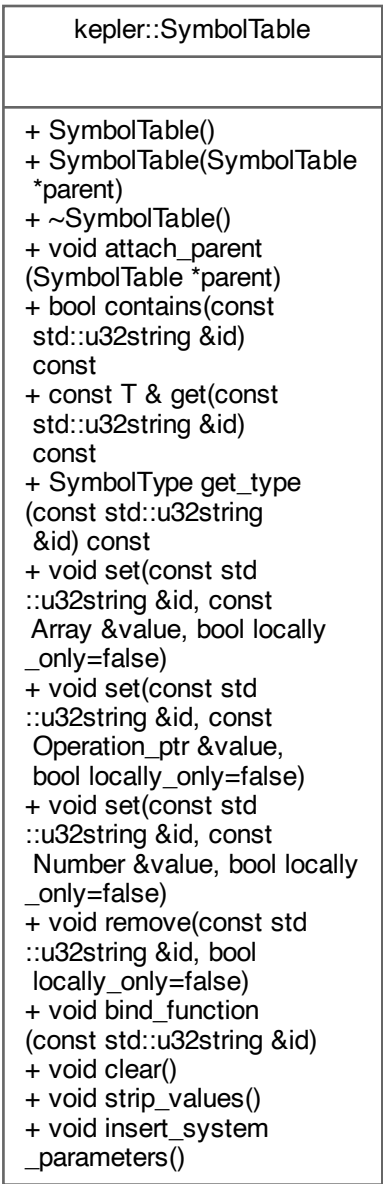 kepler::SymbolTable
+ SymbolTable()
+ SymbolTable(SymbolTable
*parent)
+ ~SymbolTable()
+ void attach_parent
(SymbolTable *parent)
+ bool contains(const
std::u32string &id)
const
+ const T & get(const
std::u32string &id)
const
+ SymbolType get_type
(const std::u32string
&id) const
+ void set(const std
::u32string &id, const
Array &value, bool locally
_only=false)
+ void set(const std
::u32string &id, const
Operation_ptr &value,
bool locally_only=false)
+ void set(const std
::u32string &id, const
Number &value, bool locally
_only=false)
+ void remove(const std
::u32string &id, bool
locally_only=false)
+ void bind_function
(const std::u32string &id)
+ void clear()
+ void strip_values()
+ void insert_system
_parameters()